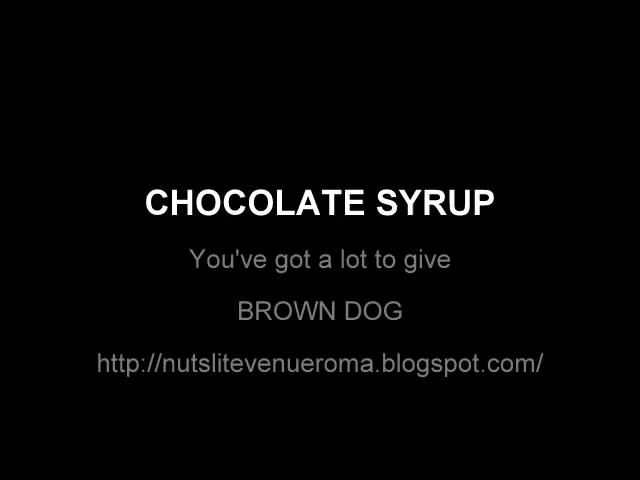 CHOCOLATE SYRUP
You've got a lot to give
BROWN DOG
http://nutslitevenueroma.blogspot.com/